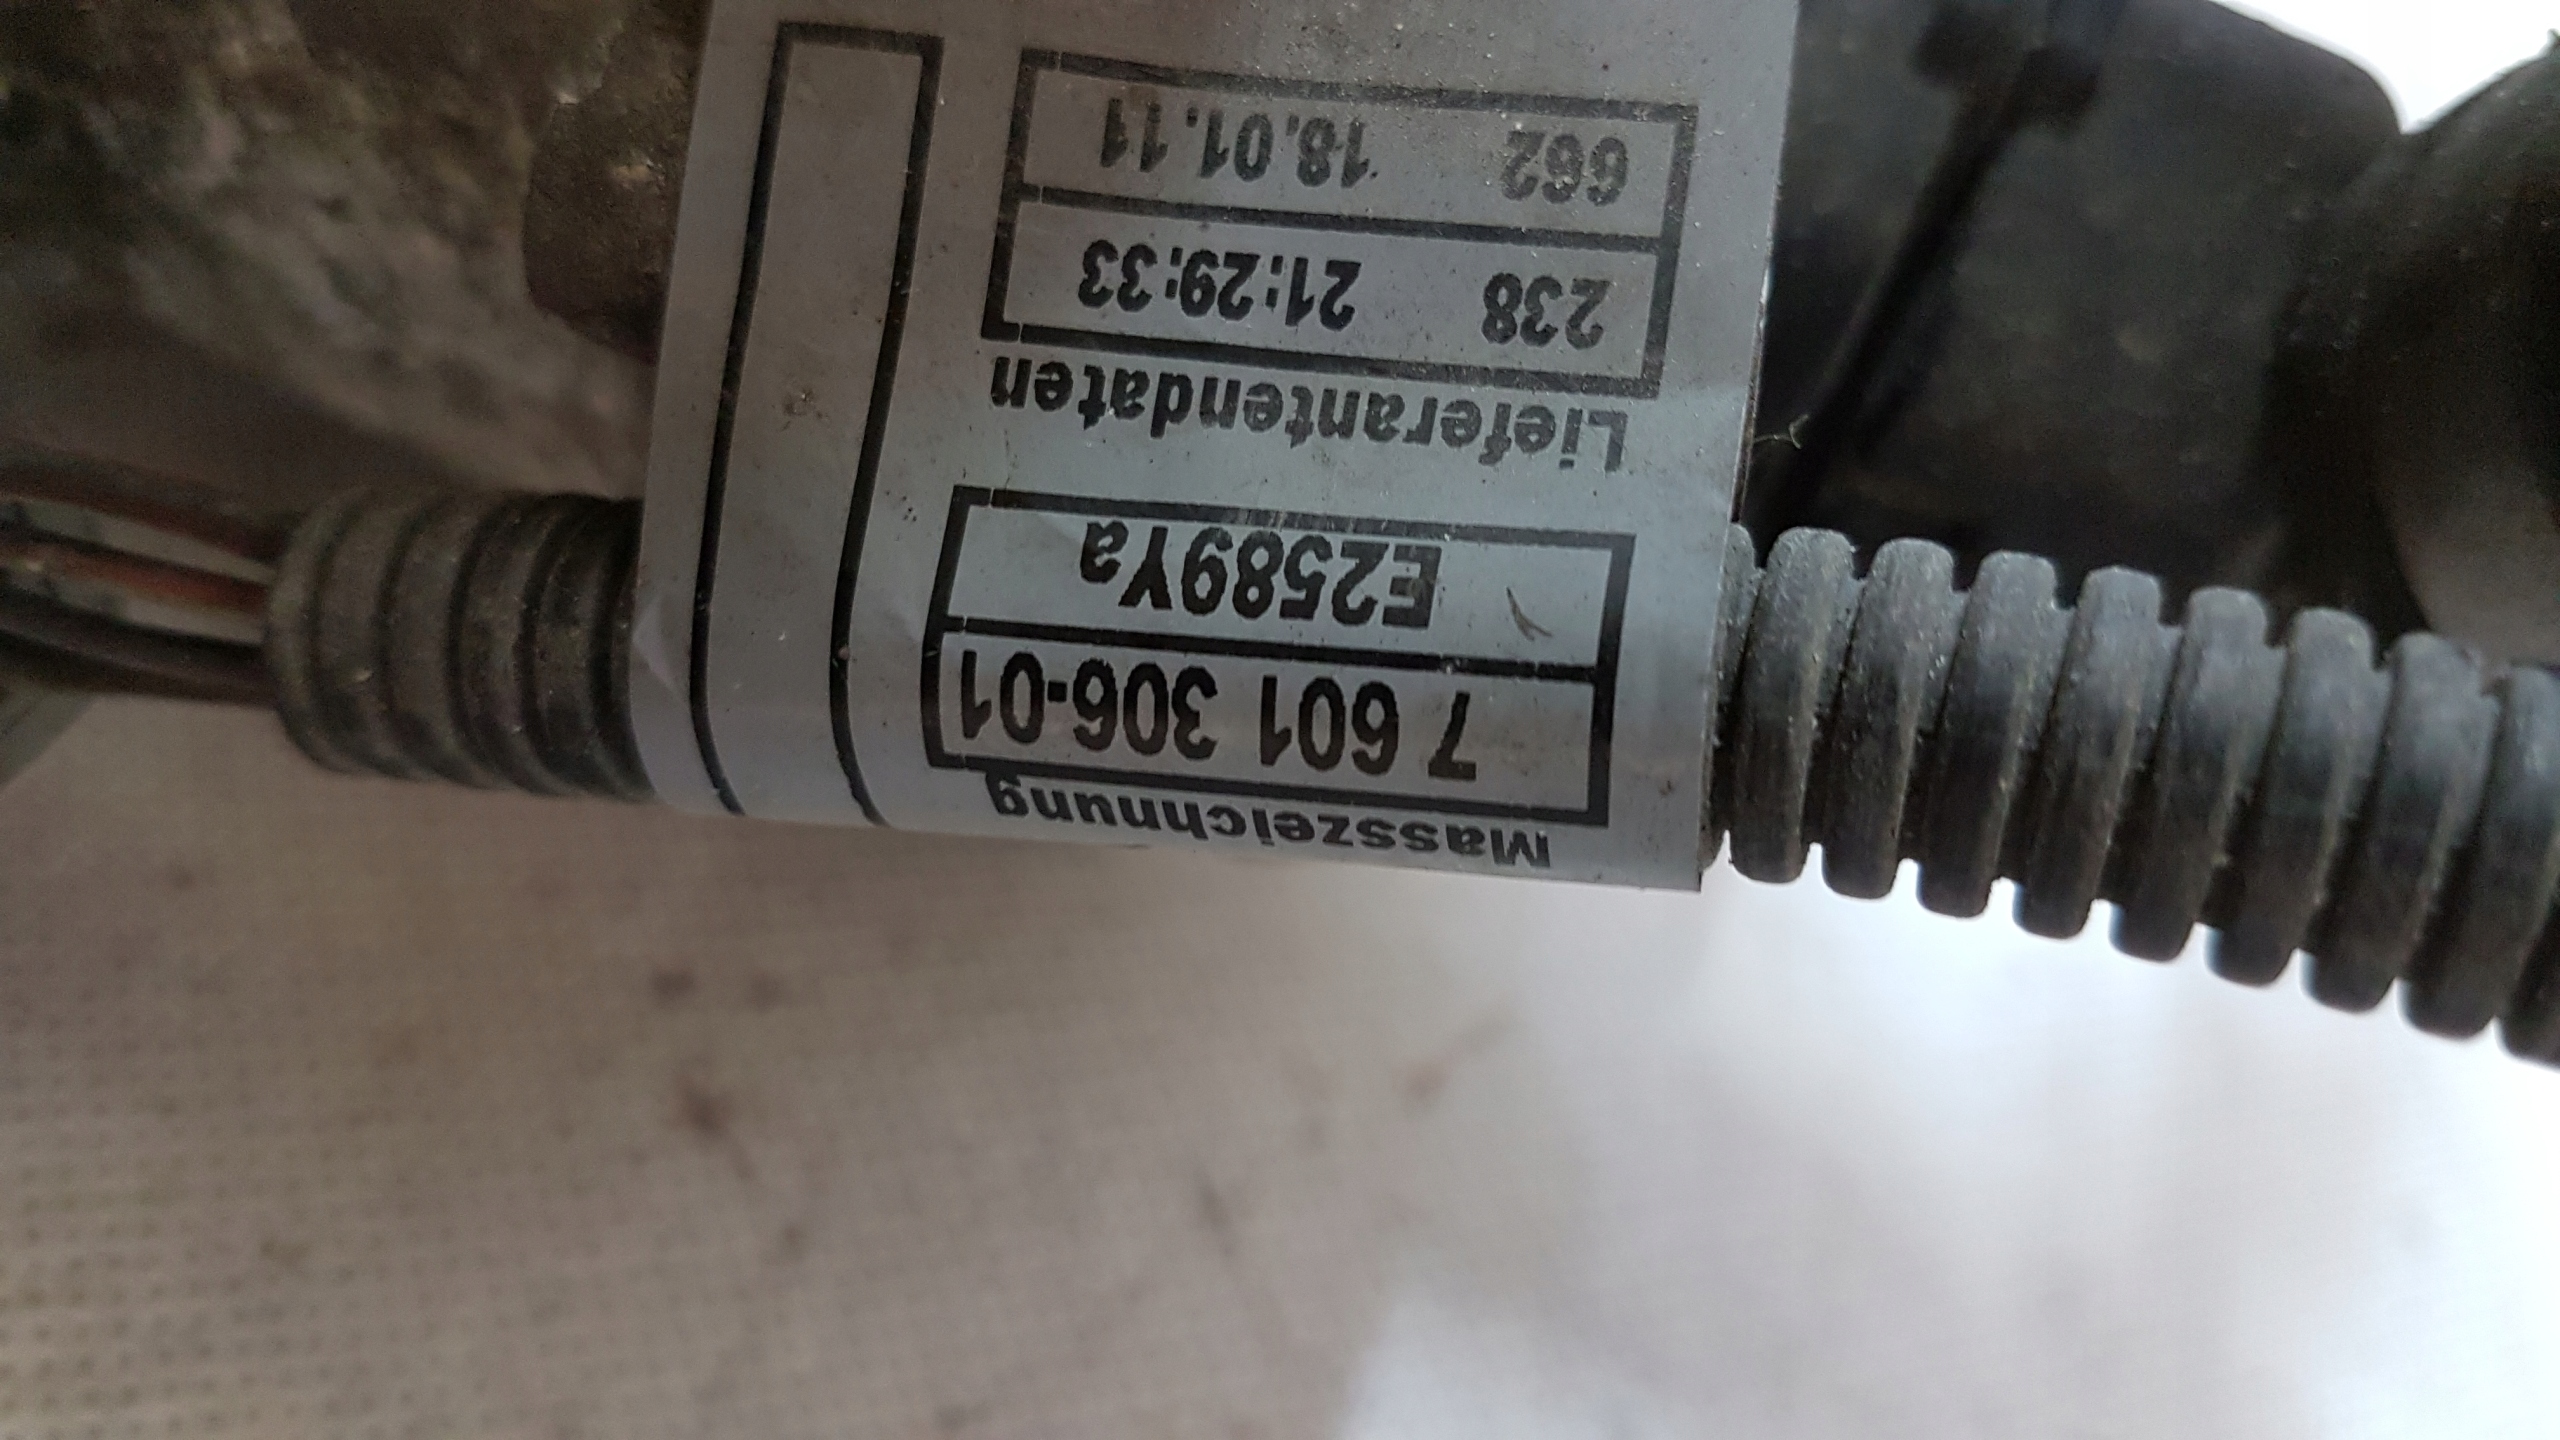 Masszeichnung
7 601 306-01
E2589Ya
Lieferantendaten
238 21:29:33
662 18.01.11